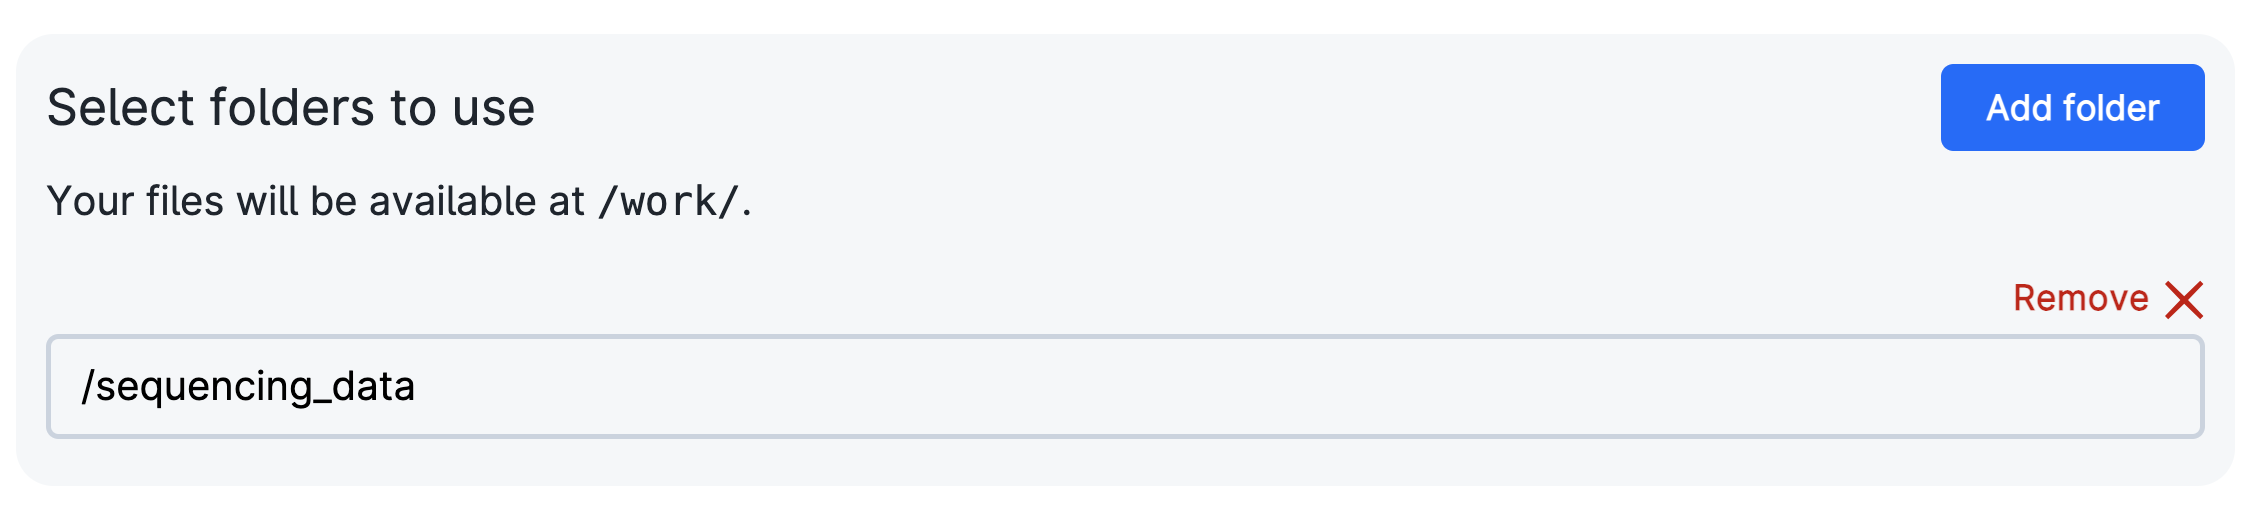 Select folders to use
Add folder
Your files will be available at /work/.
Remove
/sequencing_data